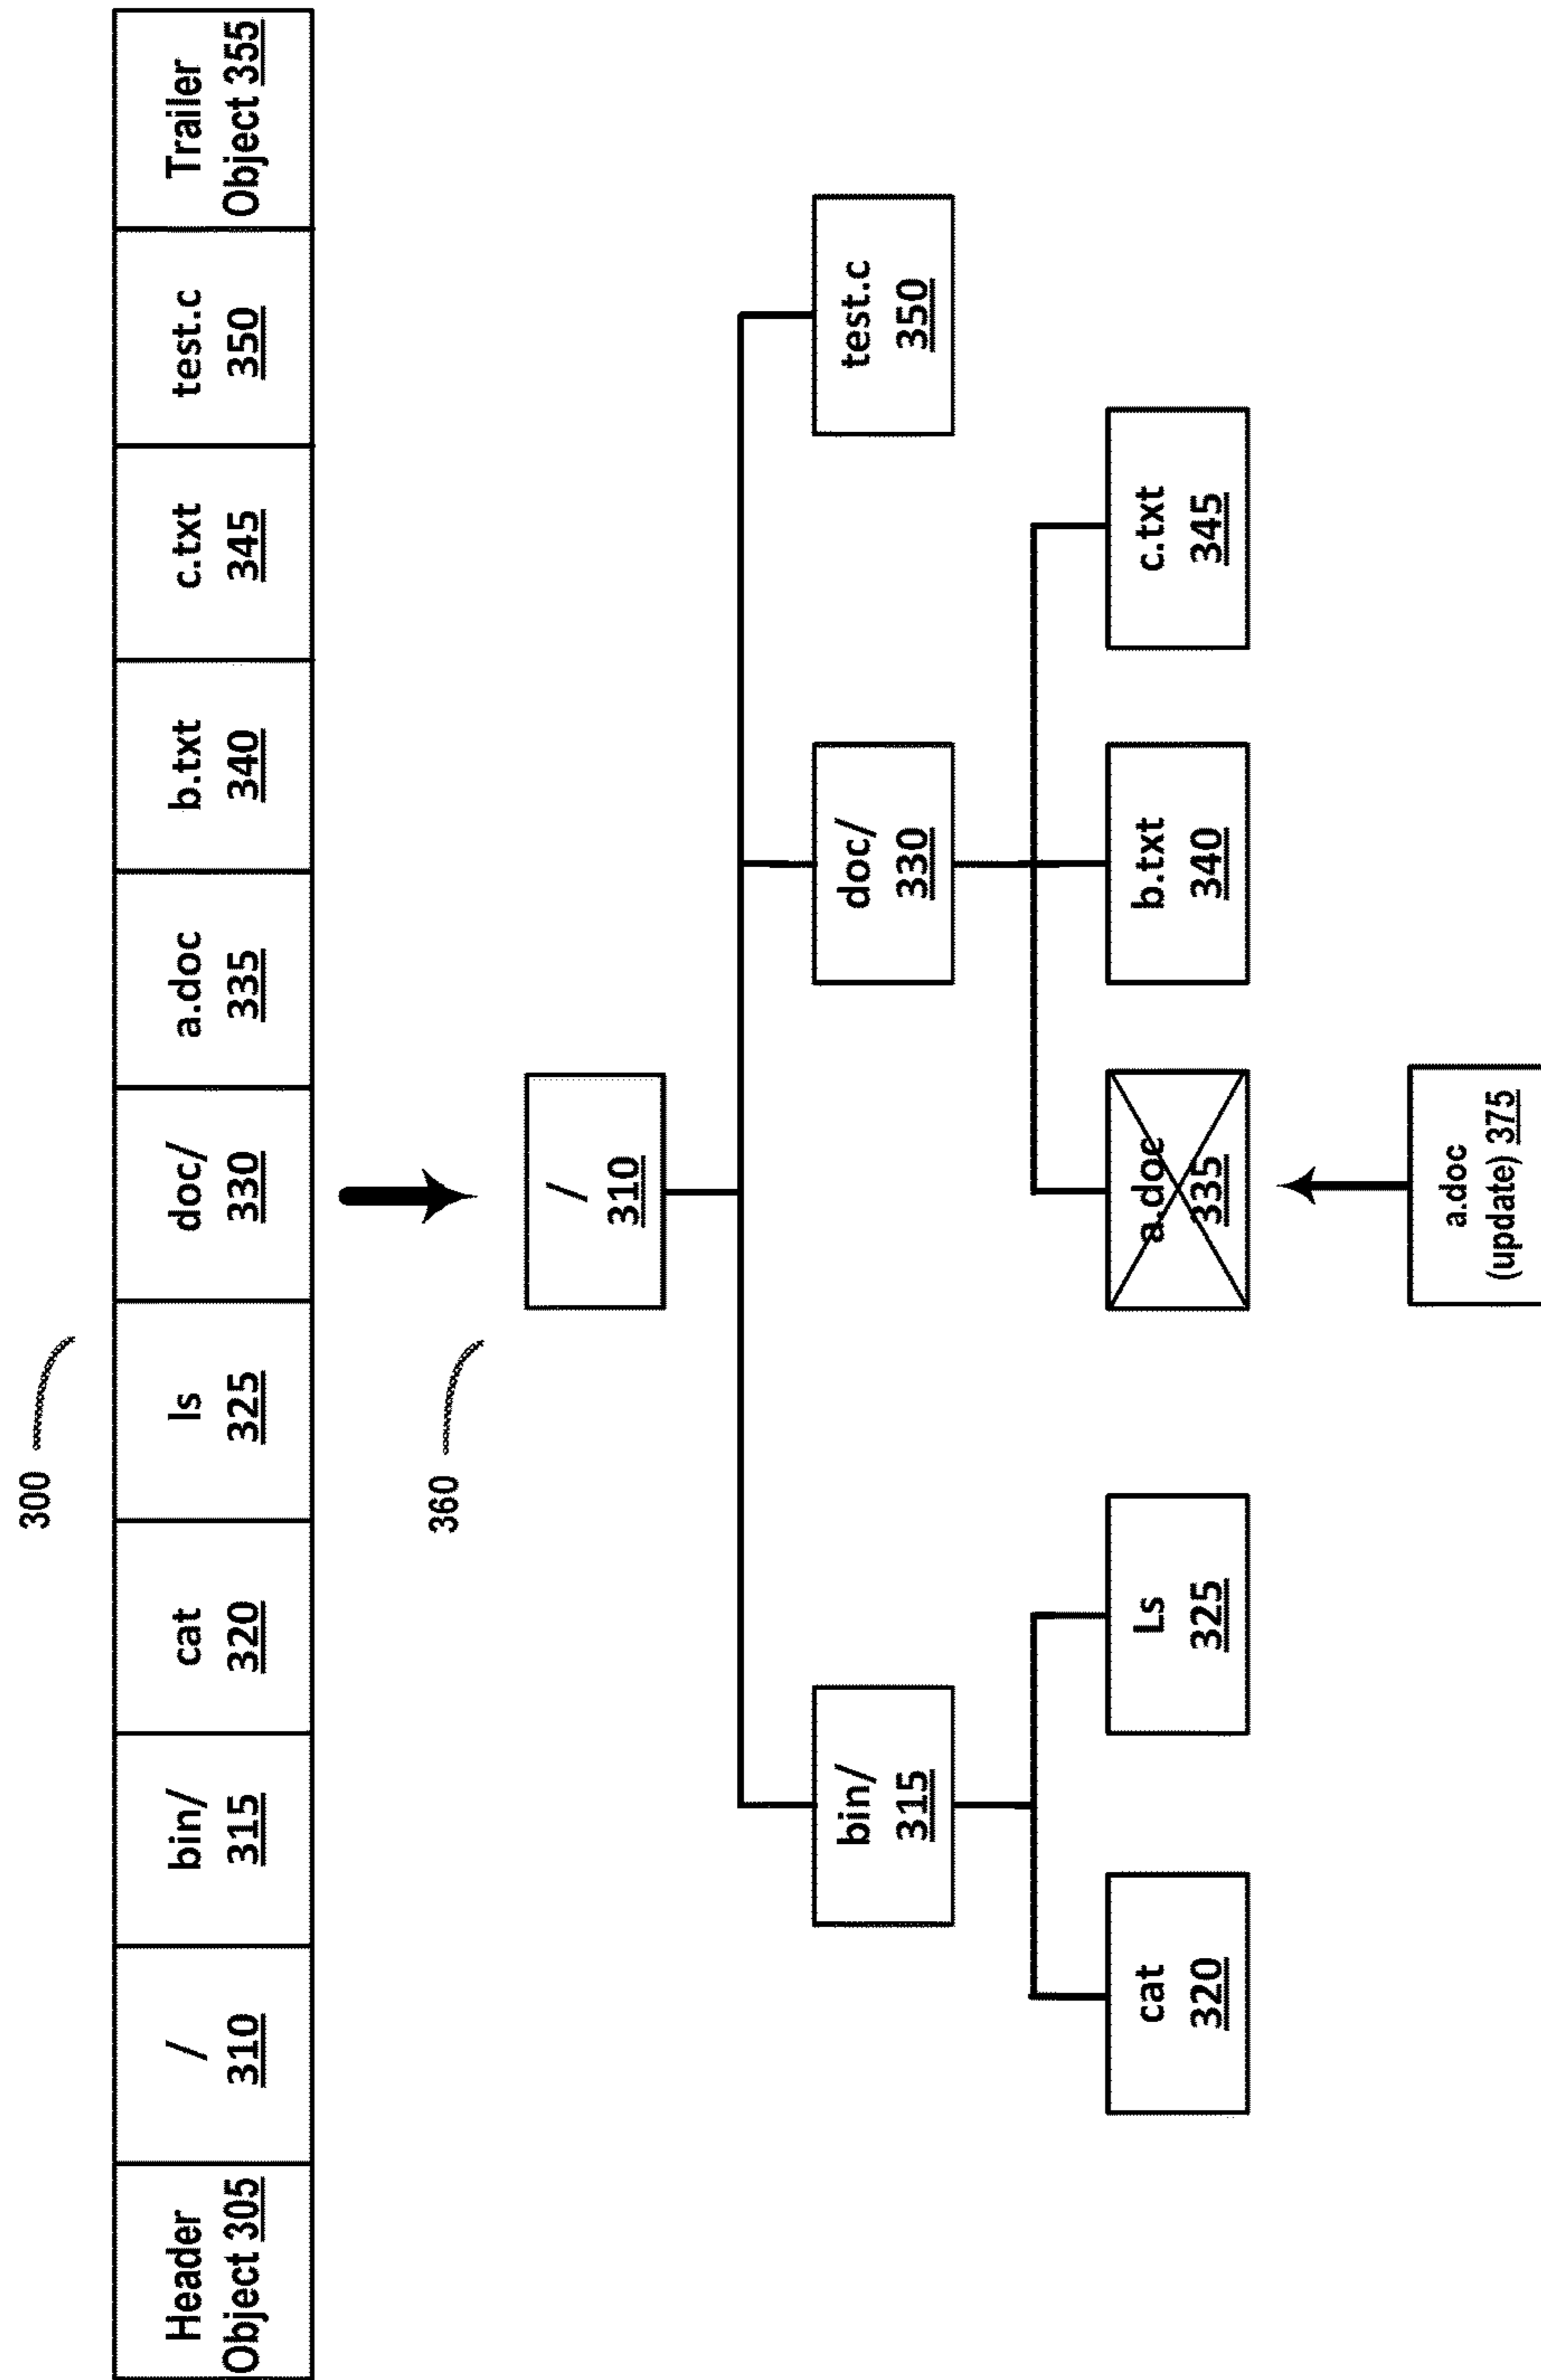 300
Header
Object 305
/
310
bin/
315
cat
320
ls
325
doc/
330
a.doc
335
b.txt
340
c.txt
345
test.c
350
Trailer
Object 355
360
/
310
bin/
315
doc/
330
test.c
350
cat
320
Ls
325
a.doc
335
b.txt
340
c.txt
345
a.doc
(update) 375